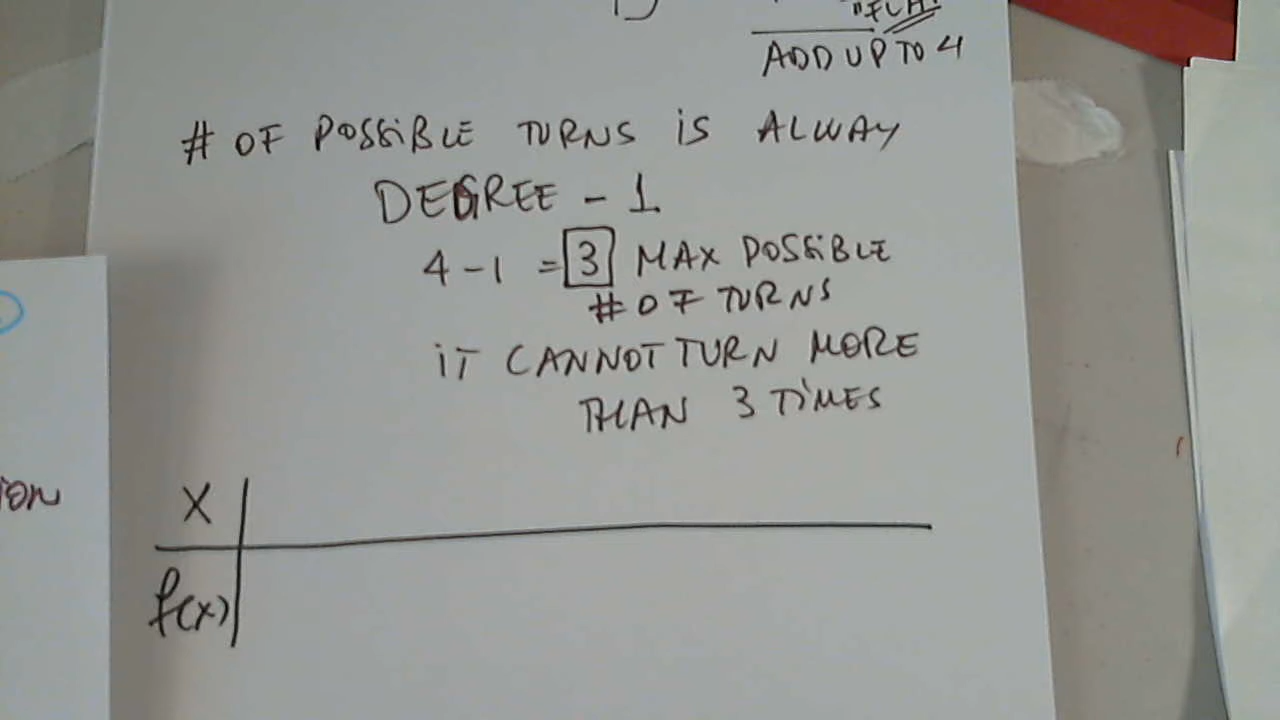 ADD UP TO 4
# OF POSSIBLE TURNS IS ALWAY
DEGREE - 1
4 - 1 = 3 MAX POSSIBLE
# OF TURNS
IT CANNOT TURN MORE
THAN 3 TIMES
X
f(x)